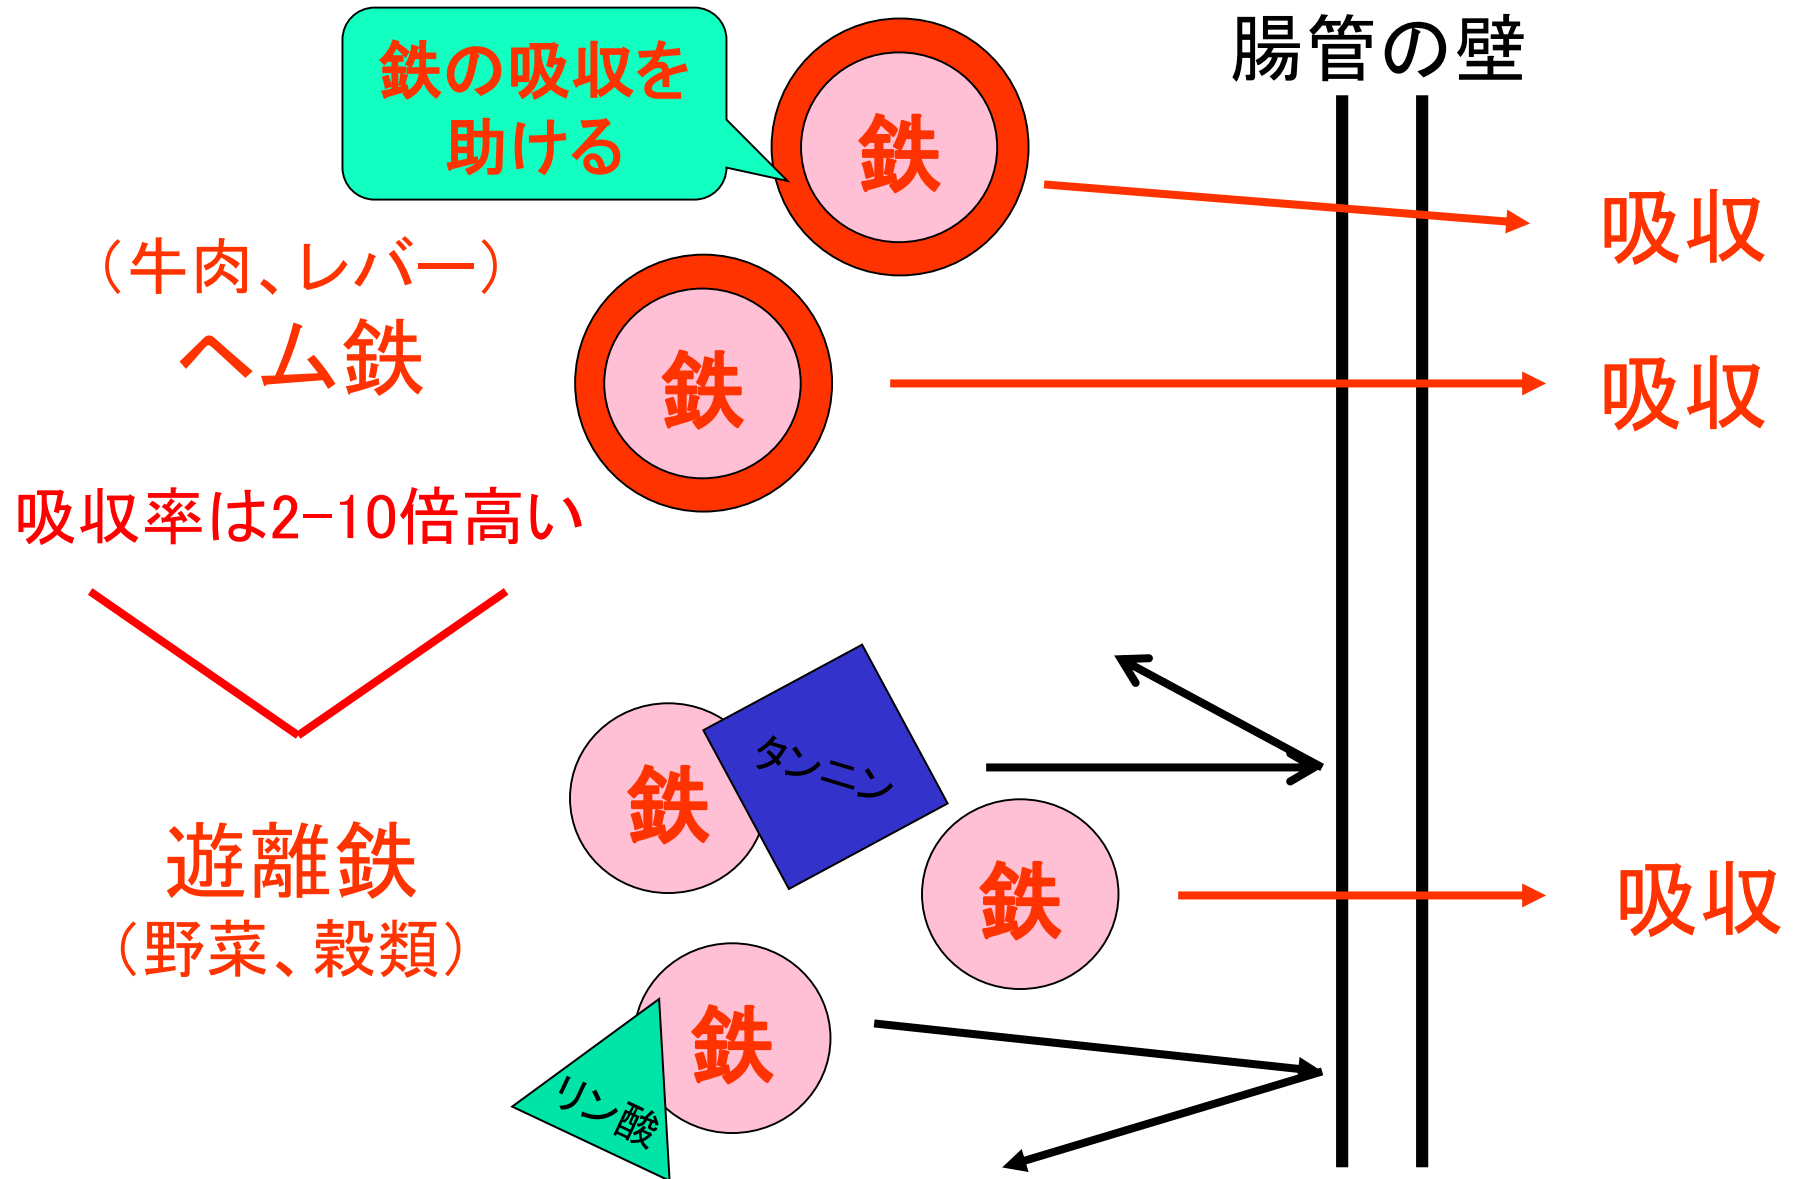 腸管の壁
鉄の吸収を
助ける
鉄
吸収
（牛肉、レバー）
ヘム鉄
鉄
吸収
吸収率は2-10倍高い
タンニン
鉄
遊離鉄
（野菜、穀類）
鉄
吸収
鉄
リン酸